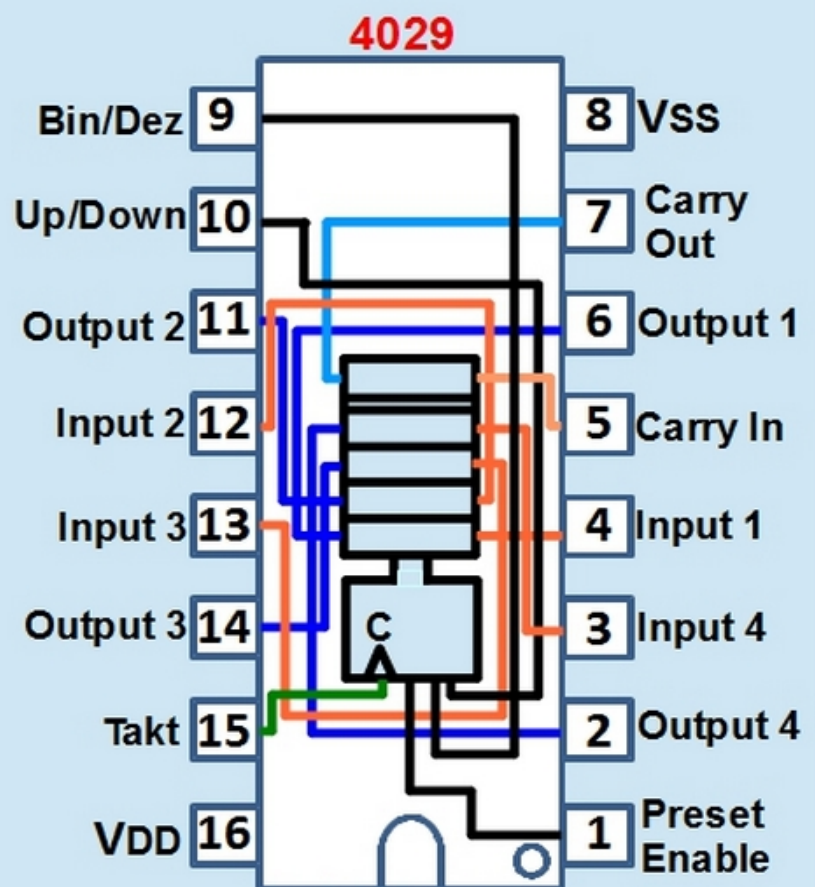 4029
Bin/Dez 9 8 VSS
Up/Down 10 7 Carry
Out
Output 2 11 6 Output 1
Input 2 12 5 Carry In
Input 3 13 4 Input 1
C
Output 3 14 3 Input 4
Takt 15 2 Output 4
VDD 16 1 Preset
Enable